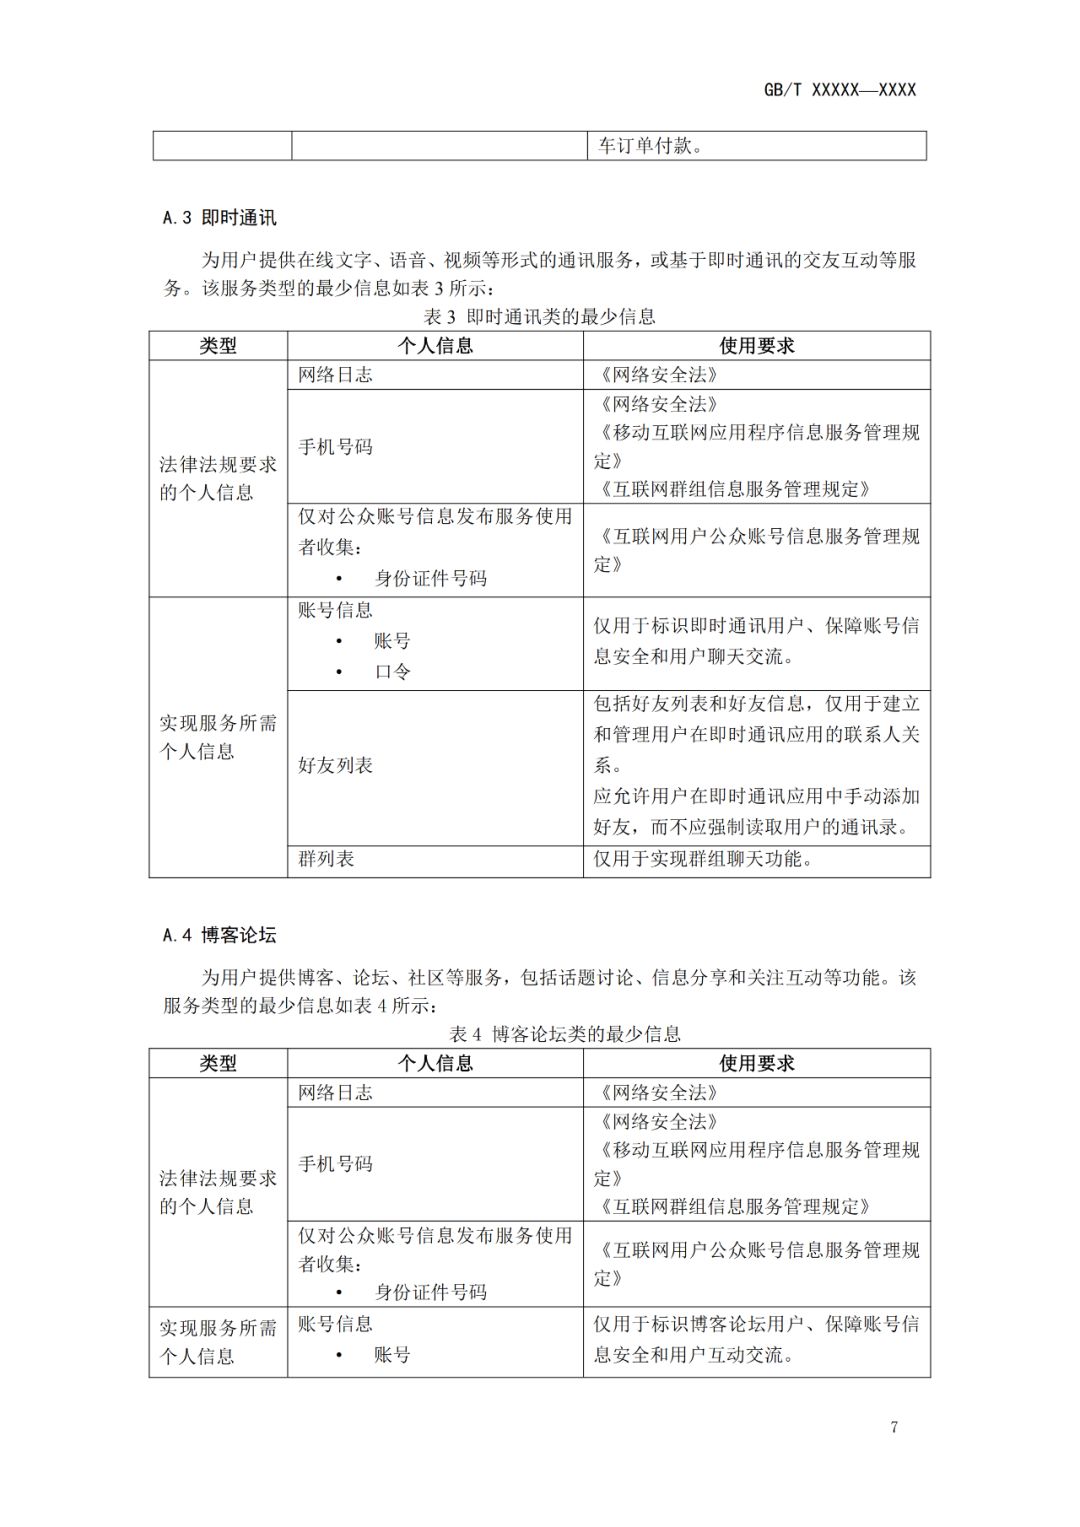 GB/T XXXXX—XXXX
车订单付款。
A.3 即时通讯
为用户提供在线文字、语音、视频等形式的通讯服务，或基于即时通讯的交友互动等服
务。该服务类型的最少信息如表 3 所示：
表 3 即时通讯类的最少信息
类型 个人信息 使用要求
法律法规要求
的个人信息
网络日志
《网络安全法》
手机号码
《网络安全法》
《移动互联网应用程序信息服务管理规
定》
《互联网群组信息服务管理规定》
仅对公众账号信息发布服务使用
者收集：
• 身份证件号码
《互联网用户公众账号信息服务管理规
定》
实现服务所需
个人信息
账号信息
• 账号
• 口令
仅用于标识即时通讯用户、保障账号信
息安全和用户聊天交流。
好友列表
包括好友列表和好友信息，仅用于建立
和管理用户在即时通讯应用的联系人关
系。
应允许用户在即时通讯应用中手动添加
好友，而不应强制读取用户的通讯录。
群列表
仅用于实现群组聊天功能。
A.4 博客论坛
为用户提供博客、论坛、社区等服务，包括话题讨论、信息分享和关注互动等功能。该
服务类型的最少信息如表 4 所示：
表 4 博客论坛类的最少信息
类型 个人信息 使用要求
法律法规要求
的个人信息
网络日志
《网络安全法》
手机号码
《网络安全法》
《移动互联网应用程序信息服务管理规
定》
《互联网群组信息服务管理规定》
仅对公众账号信息发布服务使用
者收集：
• 身份证件号码
《互联网用户公众账号信息服务管理规
定》
实现服务所需
个人信息
账号信息
• 账号
仅用于标识博客论坛用户、保障账号信
息安全和用户互动交流。
7